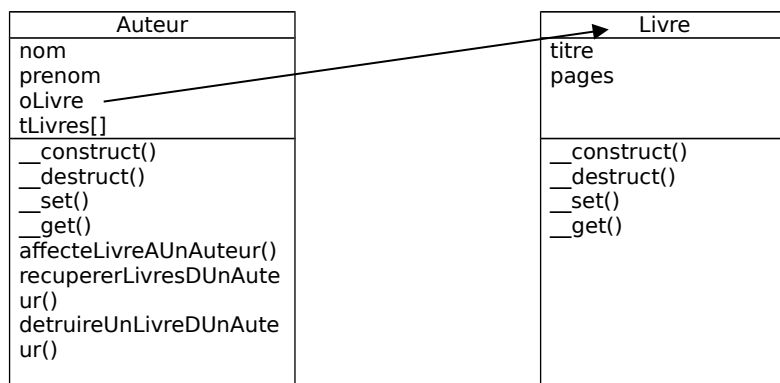 Auteur
nom
prenom
oLivre
tLivres[]
__construct()
__destruct()
__set()
__get()
affecteLivreAUnAuteur()
recupererLivresDUnAute
ur()
detruireUnLivreDUnAute
ur()
Livre
titre
pages
__construct()
__destruct()
__set()
__get()